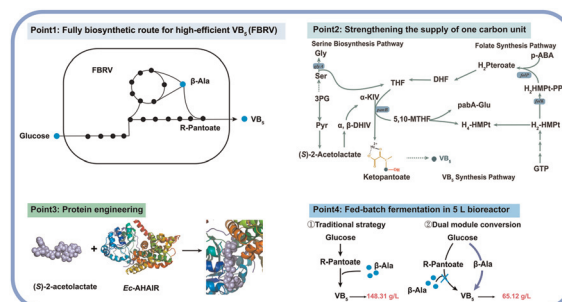 Point1: Fully biosynthetic route for high-efficient VB₅ (FBRV)
FBRV
β-Ala
Glucose
VB₅
R-Pantoate
Point2: Strengthening the supply of one carbon unit
Serine Biosynthesis Pathway
Folate Synthesis Pathway
Gly
p-ABA
Ser
THF
DHF
H₂Pteroate
H₂HMPt-PP
3PG
α-KIV
pabA-Glu
Pyr
α, β-DHIV
5,10-MTHF
H₄-HMPt
H₂-HMPt
(S)-2-Acetolactate
VB₅
Ketopantoate
VB₅ Synthesis Pathway
GTP
Point3: Protein engineering
+
(S)-2-acetolactate
Ec-AHAIR
Point4: Fed-batch fermentation in 5 L bioreactor
①Traditional strategy
②Dual module conversion
Glucose
Glucose
R-Pantoate
R-Pantoate
β-Ala
β-Ala
β-Ala
VB₅
148.31 g/L
VB₅
65.12 g/L